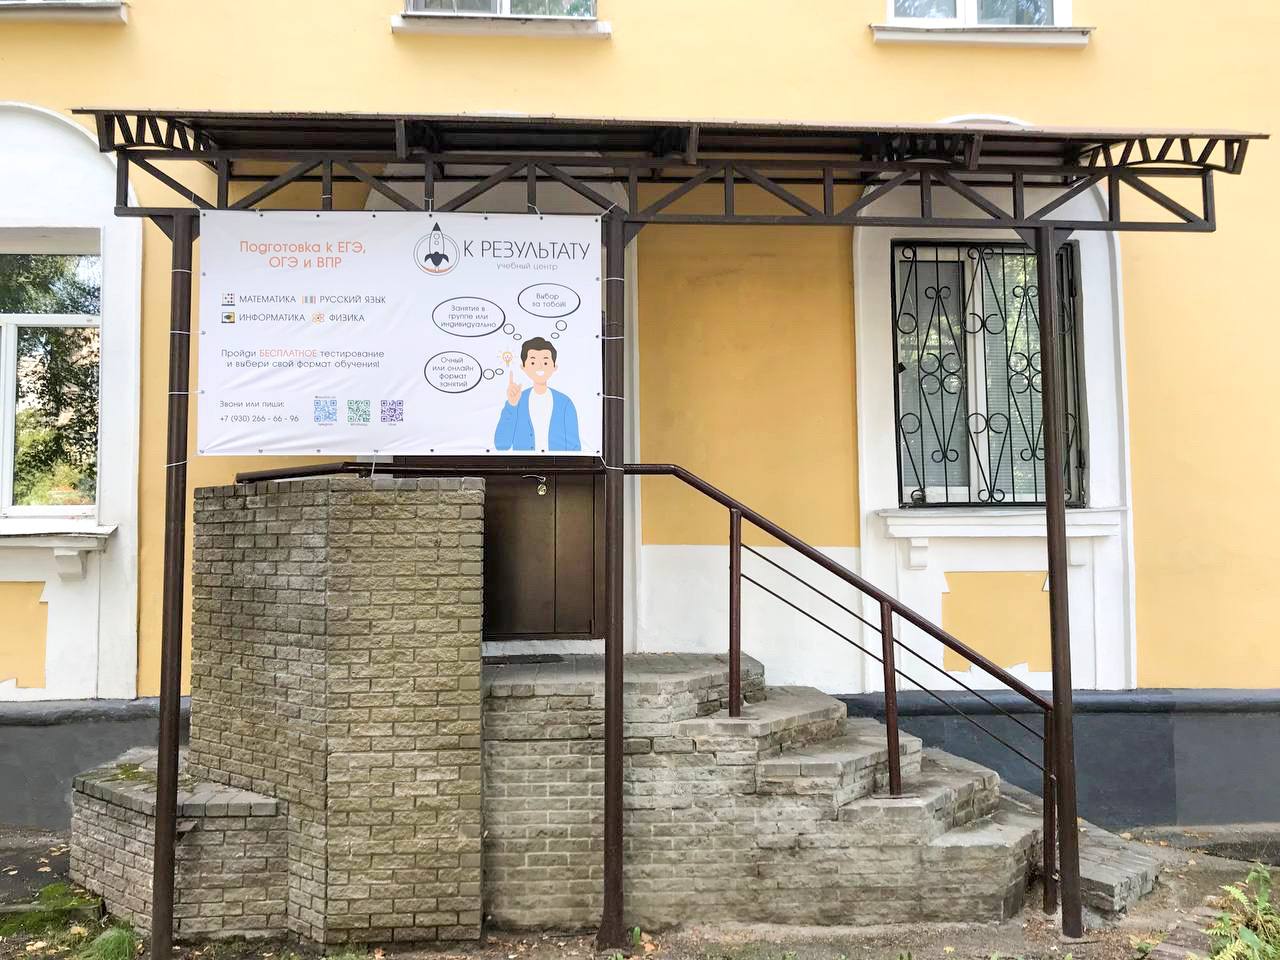 Подготовка к ЕГЭ,
ОГЭ и ВПР
К РЕЗУЛЬТАТУ
учебный центр
МАТЕМАТИКА РУССКИЙ ЯЗЫК
ИНФОРМАТИКА ФИЗИКА
Занятия в
группе или
индивидуально
Выбор
за тобой!
Очный
или онлайн
формат
занятий
Пройди БЕСПЛАТНОЕ тестирование
и выбери свой формат обучения!
Звони или пиши:
+7 (930) 266 - 66 - 96